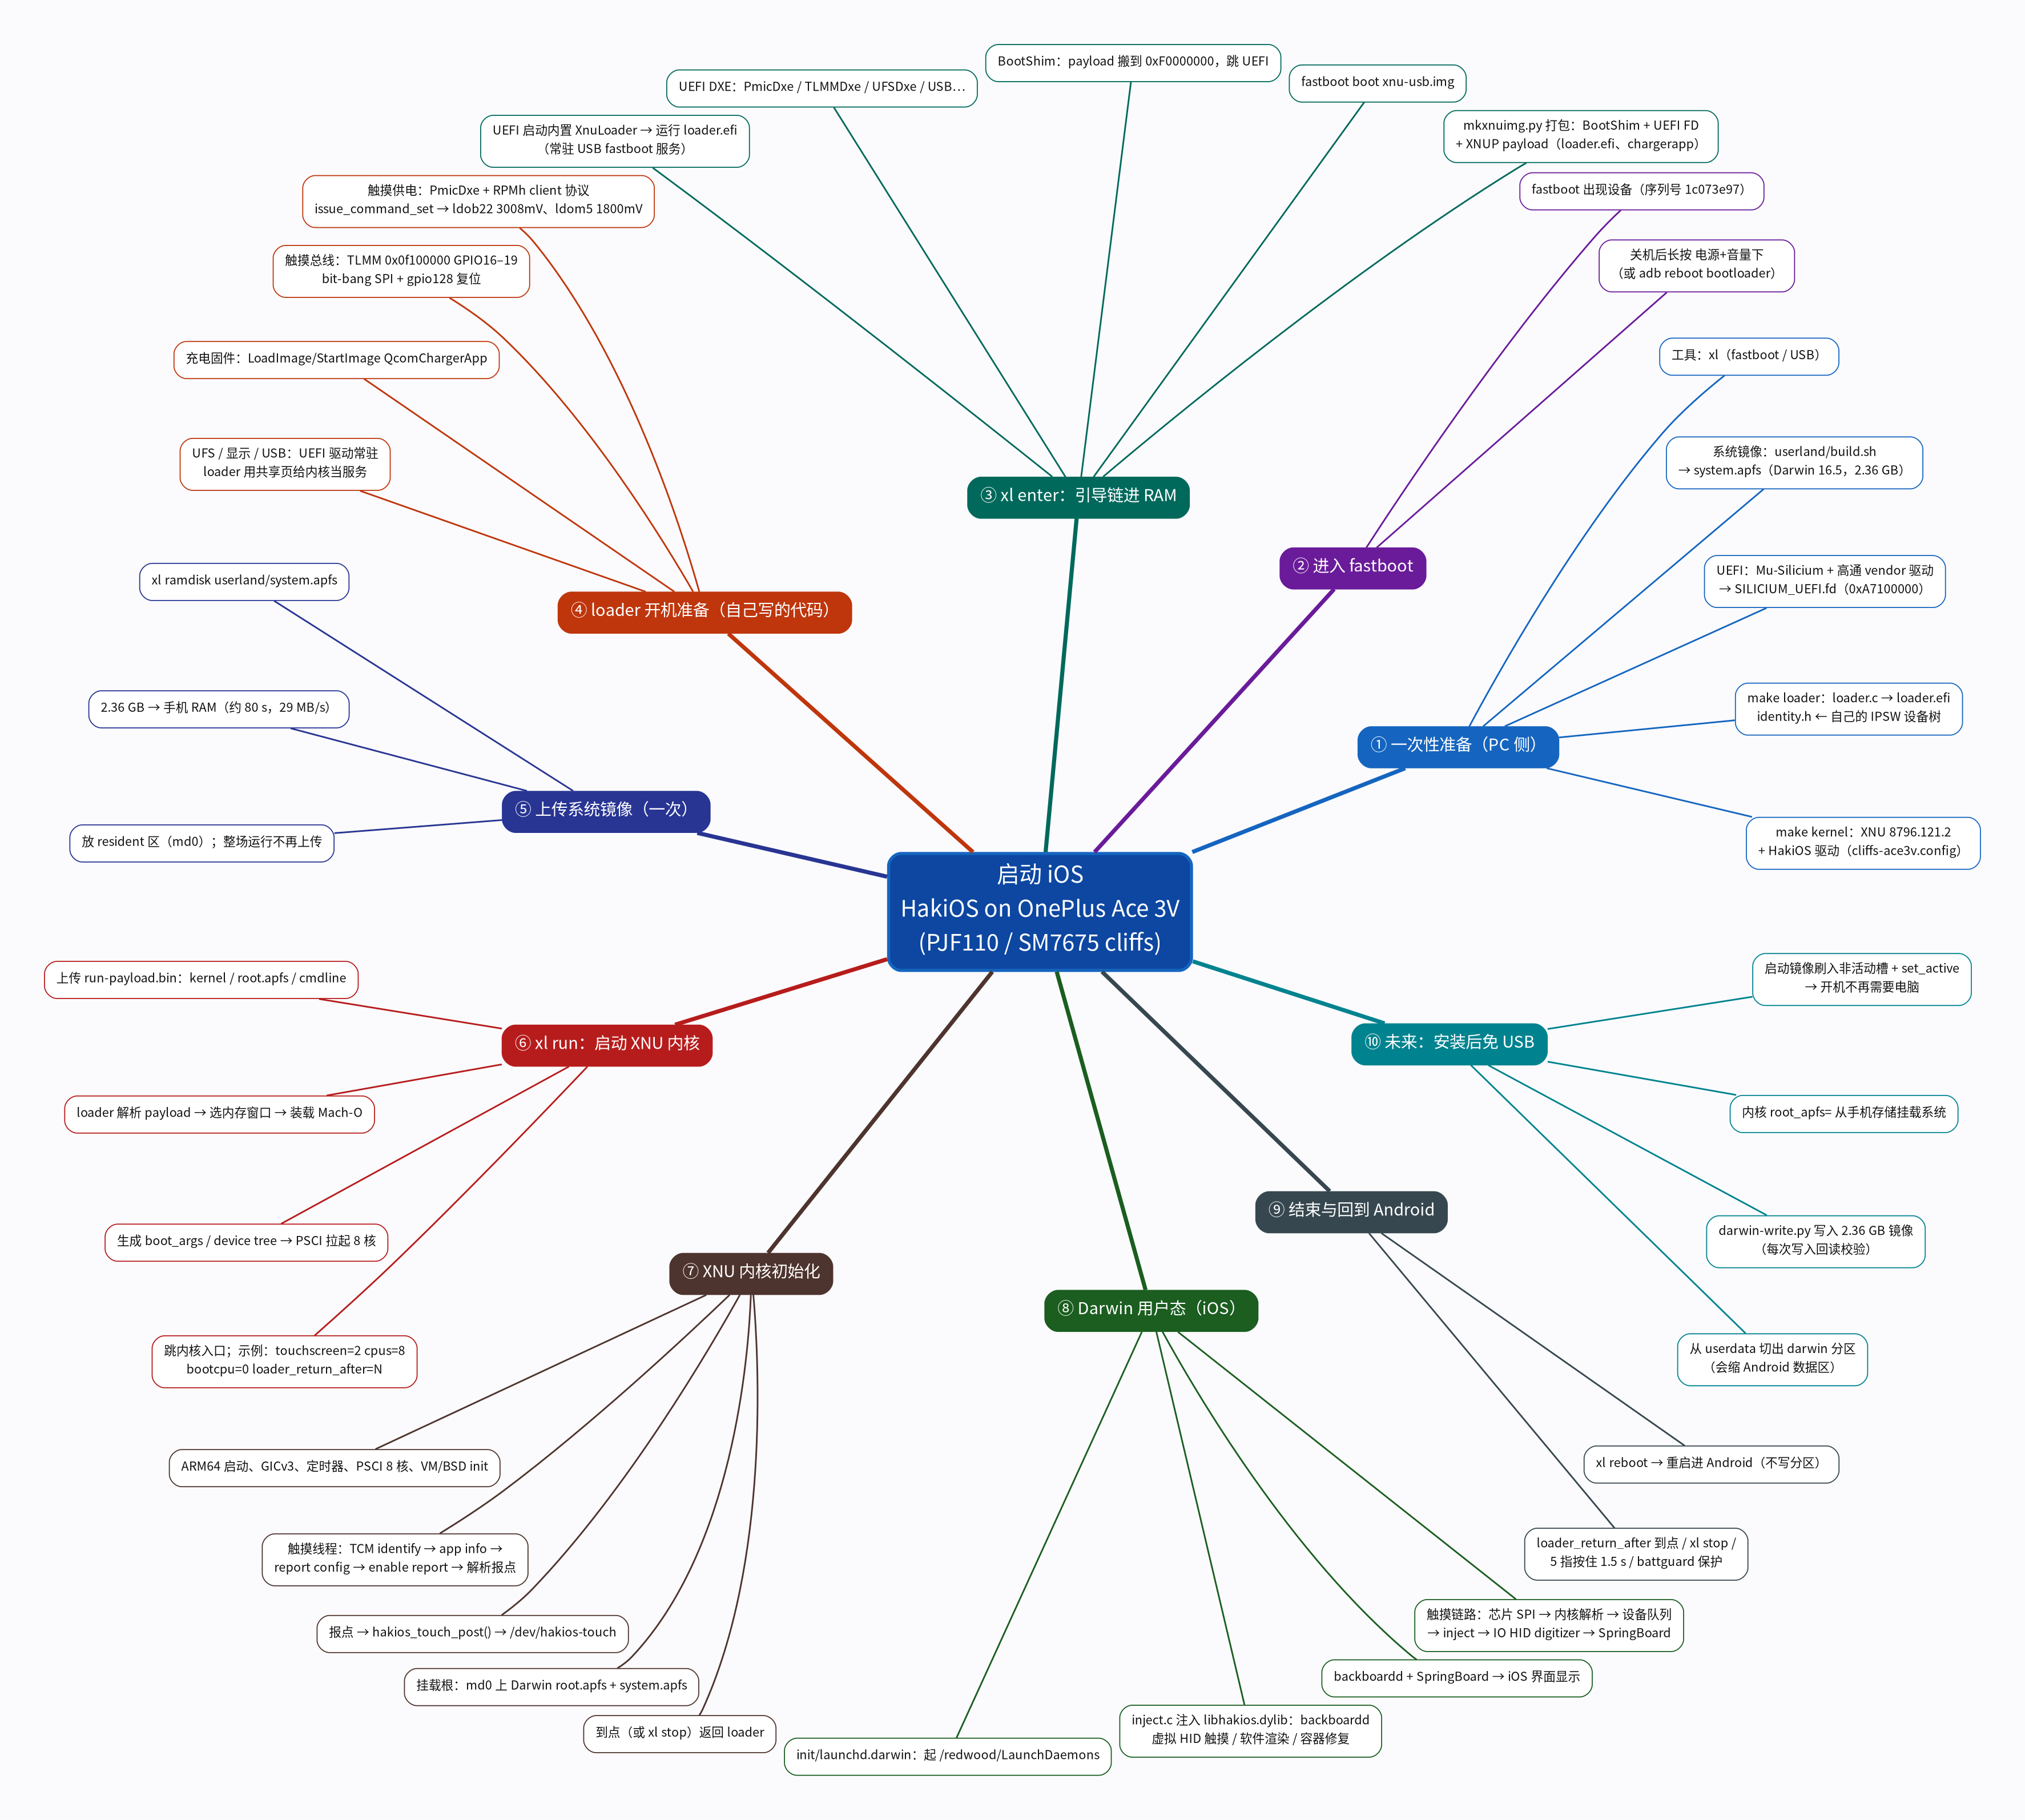 启动 iOS
HakiOS on OnePlus Ace 3V
(PJF110 / SM7675 cliffs)
① 一次性准备（PC 侧）
工具：xl（fastboot / USB）
系统镜像：userland/build.sh
→ system.apfs（Darwin 16.5，2.36 GB）
UEFI：Mu-Silicium + 高通 vendor 驱动
→ SILICIUM_UEFI.fd（0xA7100000）
make loader：loader.c → loader.efi
identity.h ← 自己的 IPSW 设备树
make kernel：XNU 8796.121.2
+ HakiOS 驱动（cliffs-ace3v.config）
② 进入 fastboot
fastboot 出现设备（序列号 1c073e97）
关机后长按 电源+音量下
（或 adb reboot bootloader）
③ xl enter：引导链进 RAM
UEFI 启动内置 XnuLoader → 运行 loader.efi
（常驻 USB fastboot 服务）
UEFI DXE：PmicDxe / TLMMDxe / UFSDxe / USB…
BootShim：payload 搬到 0xF0000000，跳 UEFI
fastboot boot xnu-usb.img
mkxnuimg.py 打包：BootShim + UEFI FD
+ XNUP payload（loader.efi、chargerapp）
④ loader 开机准备（自己写的代码）
触摸供电：PmicDxe + RPMh client 协议
issue_command_set → ldob22 3008mV、ldom5 1800mV
触摸总线：TLMM 0x0f100000 GPIO16–19
bit-bang SPI + gpio128 复位
充电固件：LoadImage/StartImage QcomChargerApp
UFS / 显示 / USB：UEFI 驱动常驻
loader 用共享页给内核当服务
⑤ 上传系统镜像（一次）
xl ramdisk userland/system.apfs
2.36 GB → 手机 RAM（约 80 s，29 MB/s）
放 resident 区（md0）；整场运行不再上传
⑥ xl run：启动 XNU 内核
上传 run-payload.bin：kernel / root.apfs / cmdline
loader 解析 payload → 选内存窗口 → 装载 Mach-O
生成 boot_args / device tree → PSCI 拉起 8 核
跳内核入口；示例：touchscreen=2 cpus=8
bootcpu=0 loader_return_after=N
⑦ XNU 内核初始化
ARM64 启动、GICv3、定时器、PSCI 8 核、VM/BSD init
触摸线程：TCM identify → app info →
report config → enable report → 解析报点
报点 → hakios_touch_post() → /dev/hakios-touch
挂载根：md0 上 Darwin root.apfs + system.apfs
到点（或 xl stop）返回 loader
⑧ Darwin 用户态（iOS）
init/launchd.darwin：起 /redwood/LaunchDaemons
inject.c 注入 libhakios.dylib：backboardd
虚拟 HID 触摸 / 软件渲染 / 容器修复
backboardd + SpringBoard → iOS 界面显示
触摸链路：芯片 SPI → 内核解析 → 设备队列
→ inject → IO HID digitizer → SpringBoard
⑨ 结束与回到 Android
xl reboot → 重启进 Android（不写分区）
loader_return_after 到点 / xl stop /
5 指按住 1.5 s / battguard 保护
⑩ 未来：安装后免 USB
启动镜像刷入非活动槽 + set_active
→ 开机不再需要电脑
内核 root_apfs= 从手机存储挂载系统
darwin-write.py 写入 2.36 GB 镜像
（每次写入回读校验）
从 userdata 切出 darwin 分区
（会缩 Android 数据区）